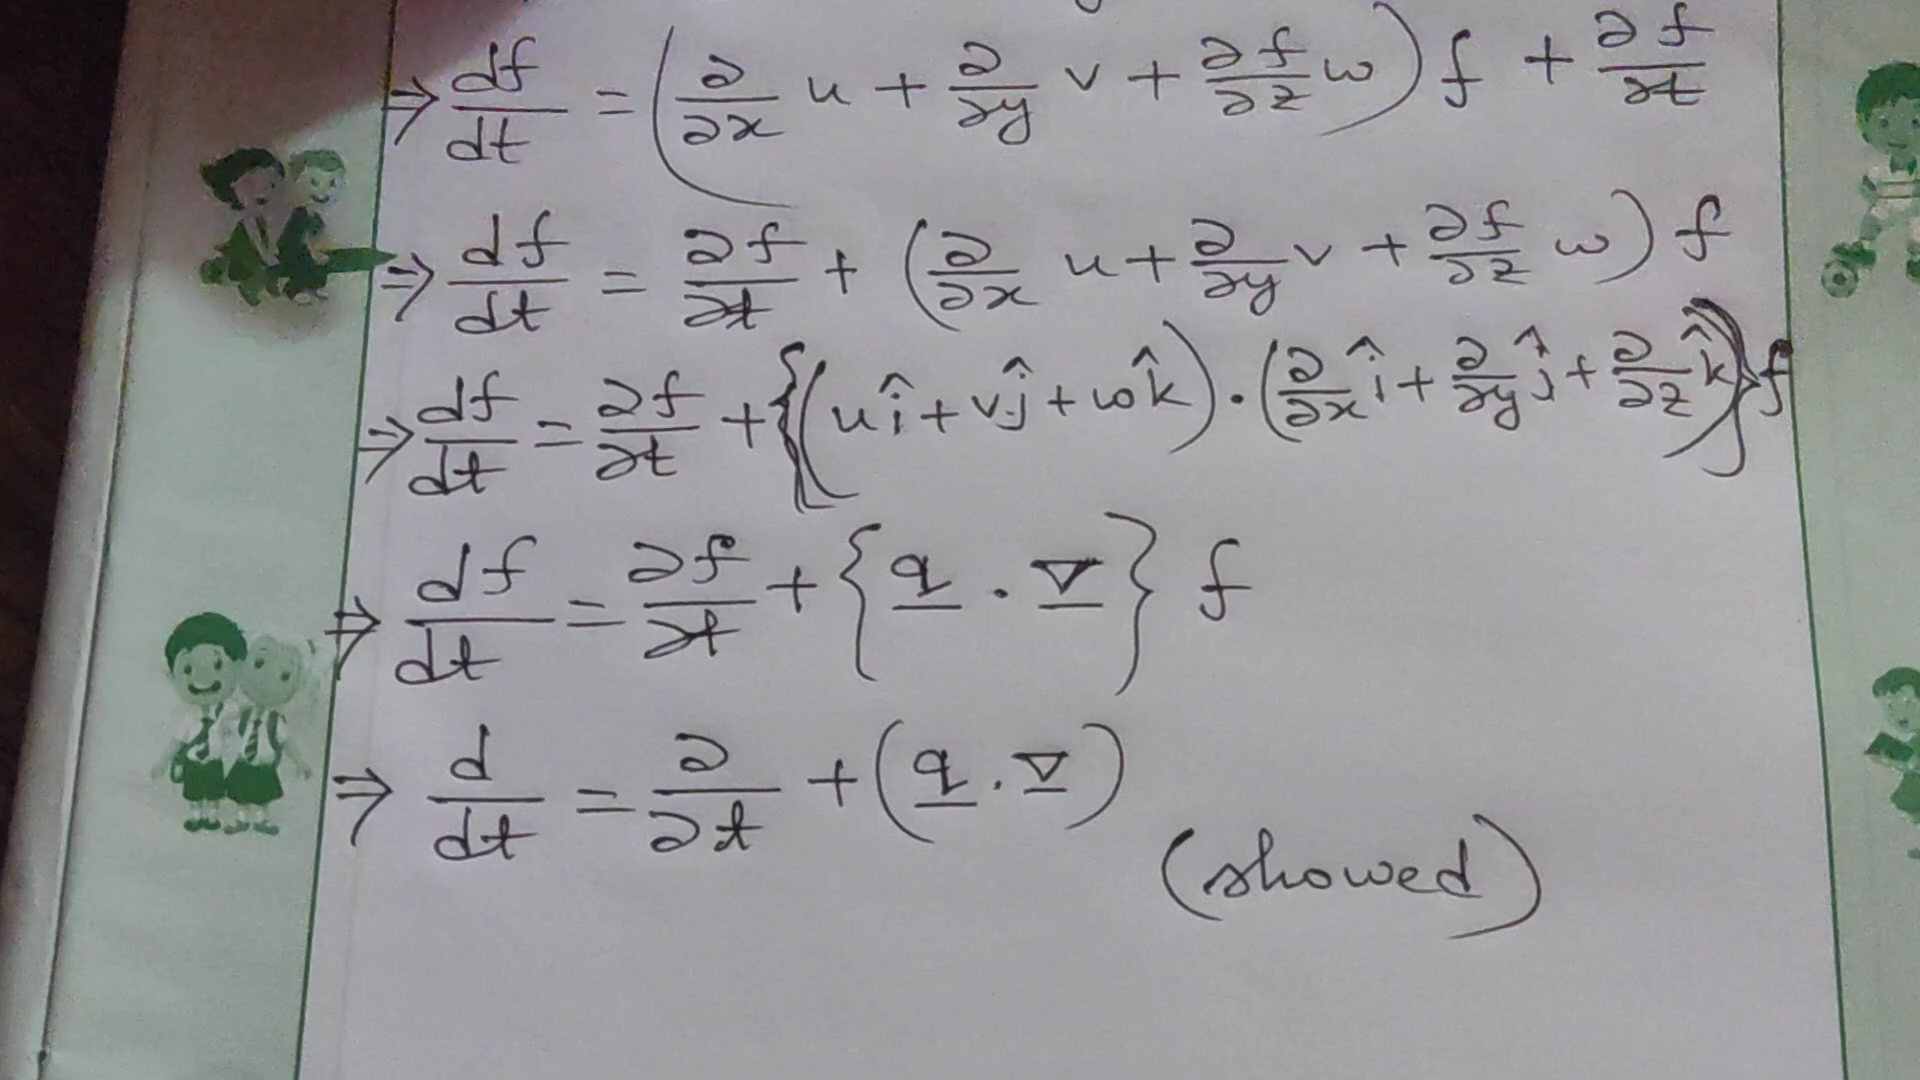 ⇒ df/dt = (∂/∂x u + ∂/∂y v + ∂f/∂z w) f + ∂f/∂t
⇒ df/dt = ∂f/∂t + (∂/∂x u + ∂/∂y v + ∂f/∂z w) f
⇒ df/dt = ∂f/∂t + {(uî + vĵ + wk̂) . (∂/∂x î + ∂/∂y ĵ + ∂/∂z k̂)} f
⇒ df/dt = ∂f/∂t + {q . ∇} f
⇒ d/dt = ∂/∂t + (q . ∇)
(showed)